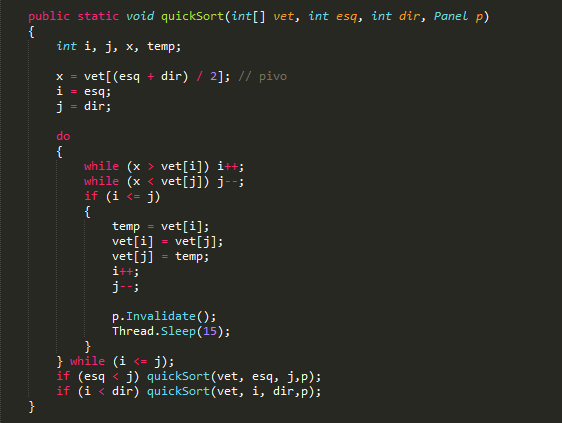 public static void quickSort(int[] vet, int esq, int dir, Panel p)
{
int i, j, x, temp;
x = vet[(esq + dir) / 2]; // pivo
i = esq;
j = dir;
do
{
while (x > vet[i]) i++;
while (x < vet[j]) j--;
if (i <= j)
{
temp = vet[i];
vet[i] = vet[j];
vet[j] = temp;
i++;
j--;
p.Invalidate();
Thread.Sleep(15);
}
} while (i <= j);
if (esq < j) quickSort(vet, esq, j,p);
if (i < dir) quickSort(vet, i, dir,p);
}